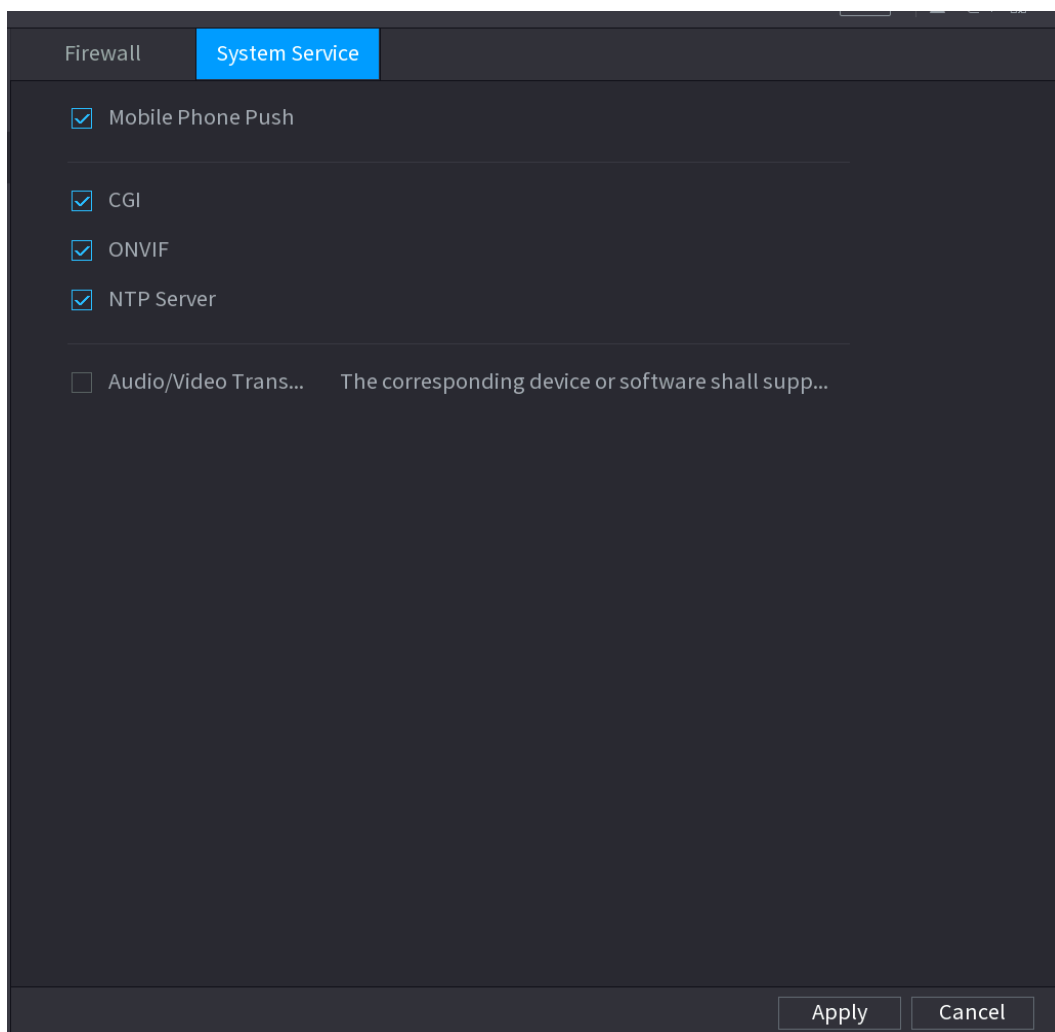 Firewall System Service
Mobile Phone Push
CGI
ONVIF
NTP Server
Audio/Video Trans... The corresponding device or software shall supp...
Apply Cancel